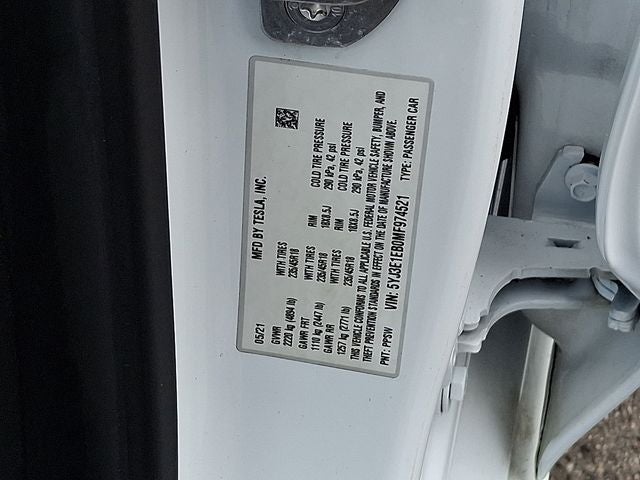 MFD BY TESLA, INC.
05/21
GVWR
2220 kg (4894 lb) WITH TIRES 235/45R18 RIM 18X8.5J COLD TIRE PRESSURE 290 kPa, 42 psi
GAWR FRT
1110 kg (2447 lb) WITH TIRES 235/45R18 RIM 18X8.5J COLD TIRE PRESSURE 290 kPa, 42 psi
GAWR RR
1257 kg (2771 lb) WITH TIRES 235/45R18
THIS VEHICLE CONFORMS TO ALL APPLICABLE U.S. FEDERAL MOTOR VEHICLE SAFETY, BUMPER, AND
THEFT PREVENTION STANDARDS IN EFFECT ON THE DATE OF MANUFACTURE SHOWN ABOVE.
PNT: PPSW VIN: 5YJ3E1EB0MF974521 TYPE: PASSENGER CAR